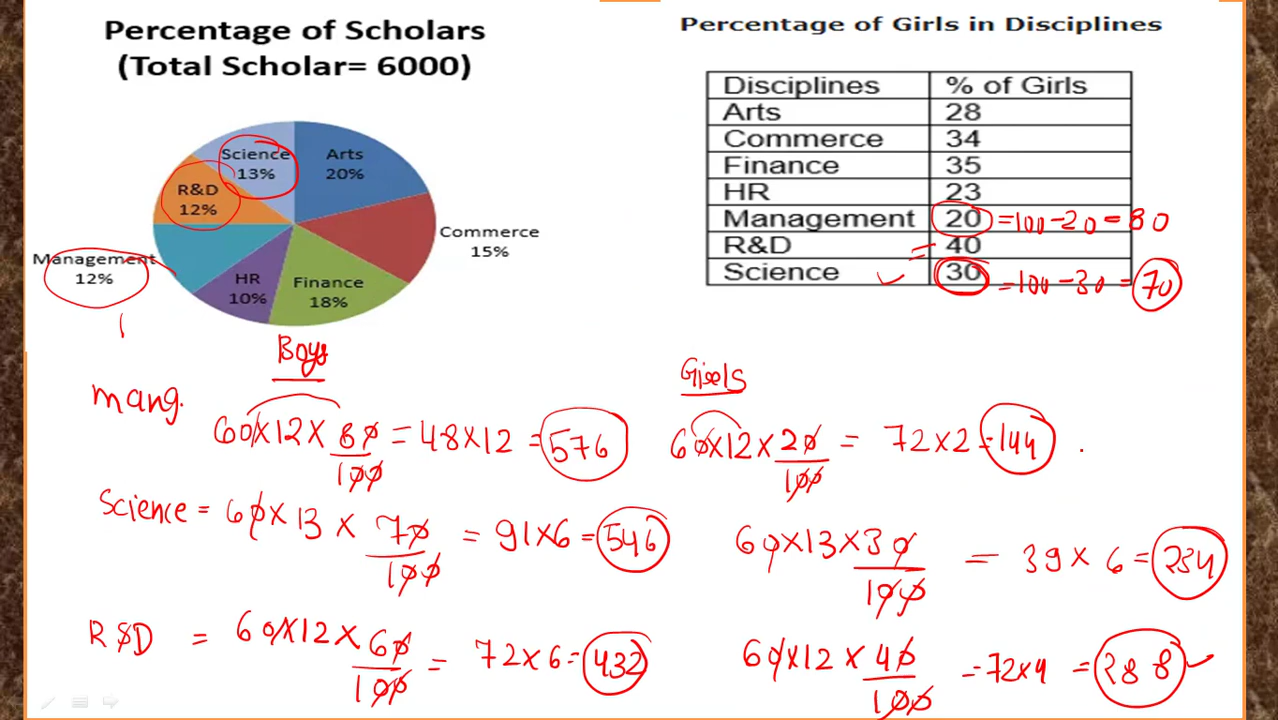 Percentage of Scholars
(Total Scholar= 6000)
Science
13%
Arts
20%
R&D
12%
Commerce
15%
Management
12%
HR
10%
Finance
18%
Percentage of Girls in Disciplines
Disciplines % of Girls
Arts 28
Commerce 34
Finance 35
HR 23
Management 20 =100-20=80
R&D = 40
Science 30 =100-30=70
Boys
Girls
mang.
60×12×80/100 = 48×12 = 576
60×12×20/100 = 72×2=144
Science = 60×13×70/100 = 91×6=546
60×13×30/100 = 39×6=234
R&D = 60×12×60/100 = 72×6=432
60×12×40/100 =72×4 = 288